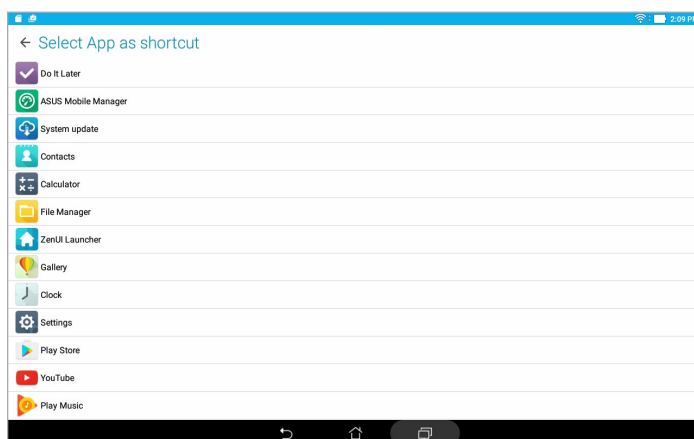 2:09 PM
Select App as shortcut
Do It Later
ASUS Mobile Manager
System update
Contacts
Calculator
File Manager
ZenUI Launcher
Gallery
Clock
Settings
Play Store
YouTube
Play Music